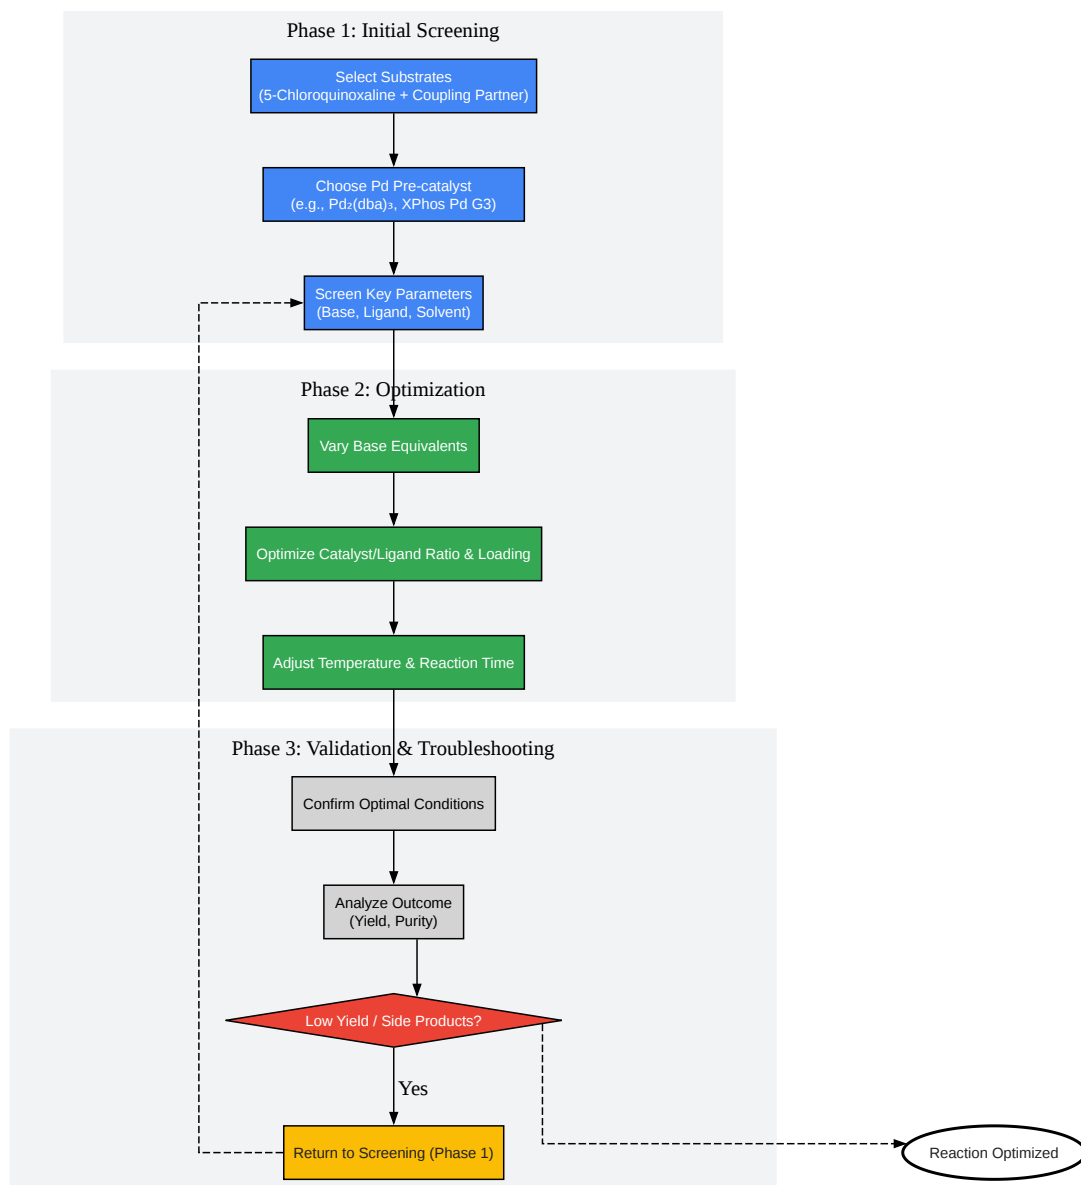 Phase 1: Initial Screening
Select Substrates
(5-Chloroquinoxaline + Coupling Partner)
Choose Pd Pre-catalyst
(e.g., Pd₂(dba)₃, XPhos Pd G3)
Screen Key Parameters
(Base, Ligand, Solvent)
Phase 2: Optimization
Vary Base Equivalents
Optimize Catalyst/Ligand Ratio & Loading
Adjust Temperature & Reaction Time
Phase 3: Validation & Troubleshooting
Confirm Optimal Conditions
Analyze Outcome
(Yield, Purity)
Low Yield / Side Products?
Yes
Return to Screening (Phase 1)
Reaction Optimized